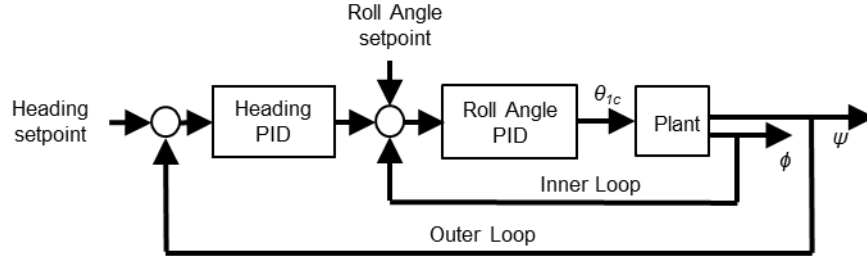 Roll Angle
setpoint
Heading
setpoint
Heading
PID
Roll Angle
PID
θ1c
Plant
ψ
ϕ
Inner Loop
Outer Loop